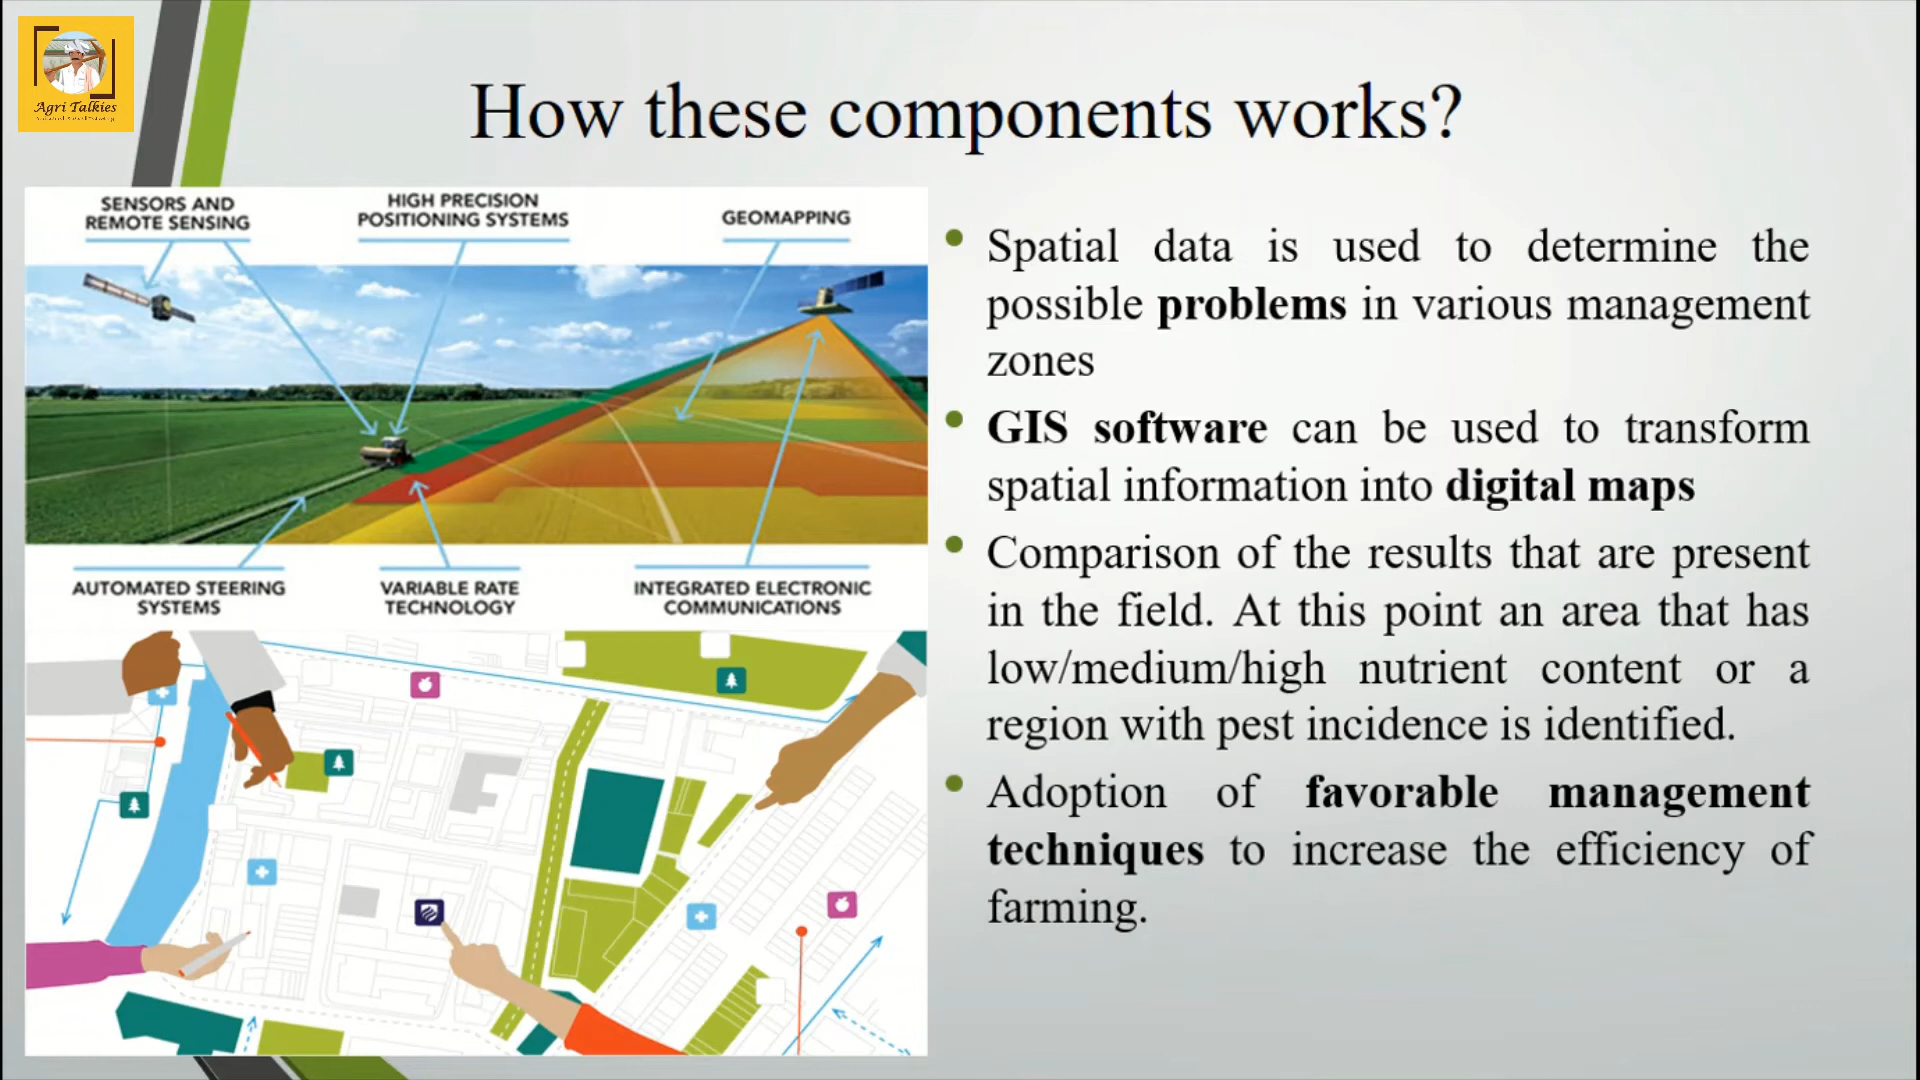 Agri Talkies
How these components works?
SENSORS AND
REMOTE SENSING
HIGH PRECISION
POSITIONING SYSTEMS
GEOMAPPING
AUTOMATED STEERING
SYSTEMS
VARIABLE RATE
TECHNOLOGY
INTEGRATED ELECTRONIC
COMMUNICATIONS
Spatial data is used to determine the
possible problems in various management
zones
GIS software can be used to transform
spatial information into digital maps
Comparison of the results that are present
in the field. At this point an area that has
low/medium/high nutrient content or a
region with pest incidence is identified.
Adoption of favorable management
techniques to increase the efficiency of
farming.